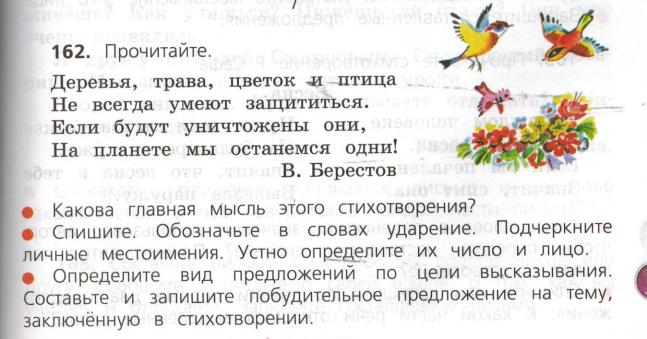 162. Прочитайте.
Деревья, трава, цветок и птица
Не всегда умеют защититься.
Если будут уничтожены они,
На планете мы останемся одни!
В. Берестов
● Какова главная мысль этого стихотворения?
● Спишите. Обозначьте в словах ударение. Подчеркните
личные местоимения. Устно определите их число и лицо.
● Определите вид предложений по цели высказывания.
Составьте и запишите побудительное предложение на тему,
заключённую в стихотворении.